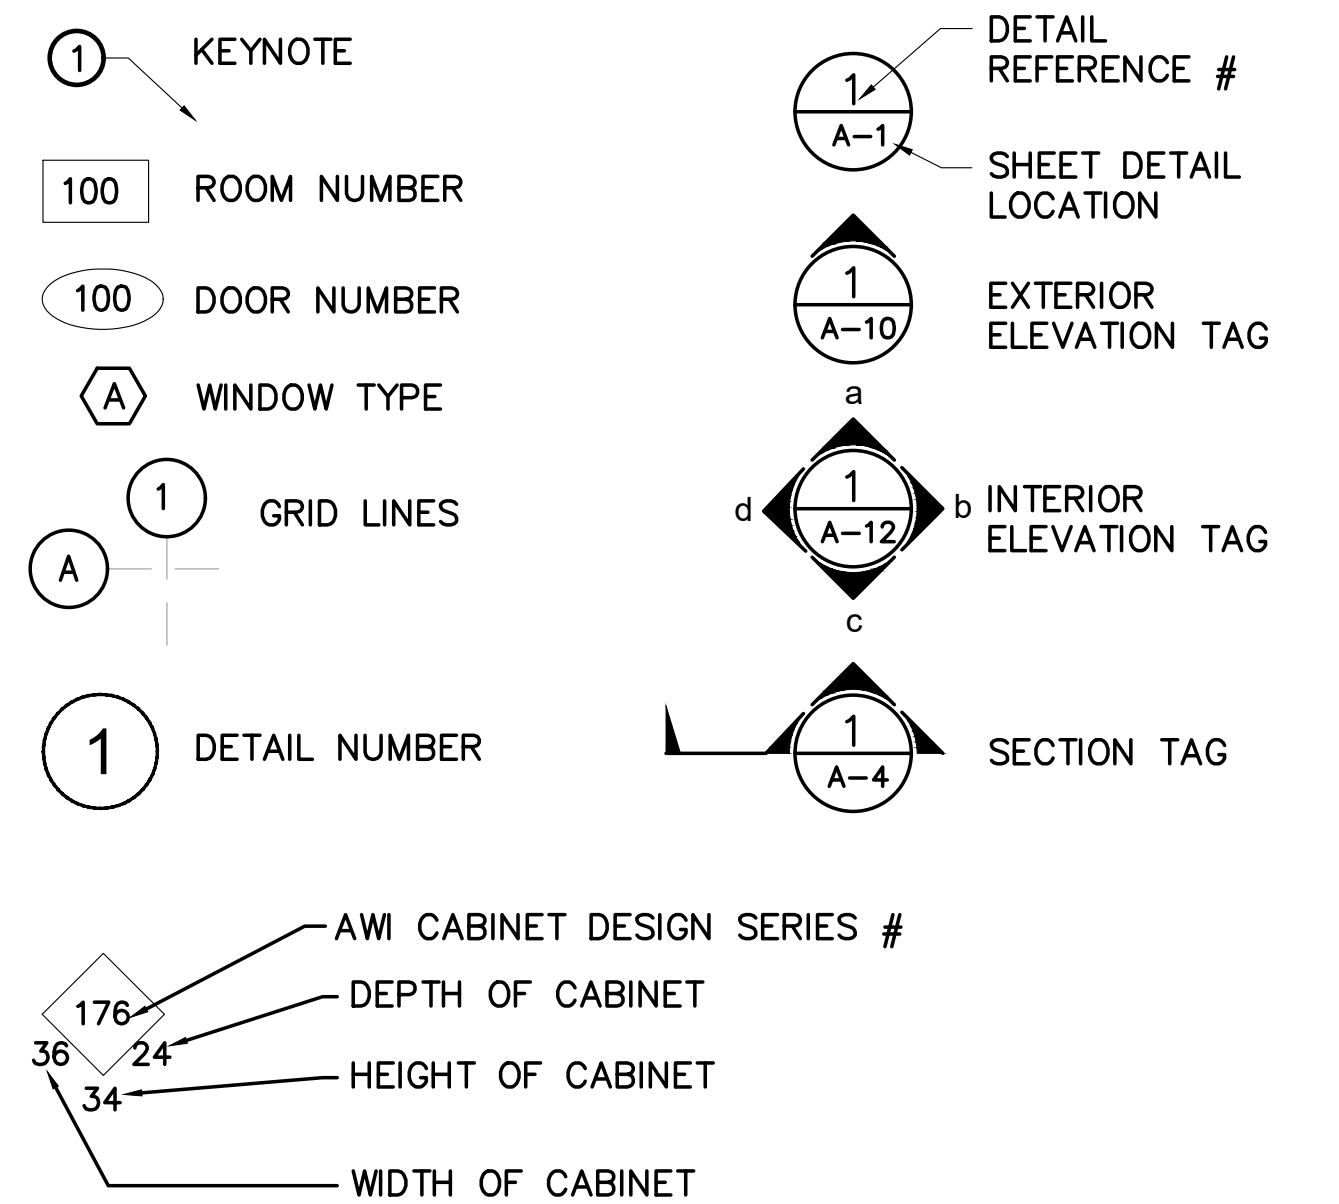 1 KEYNOTE
100 ROOM NUMBER
100 DOOR NUMBER
A WINDOW TYPE
1
GRID LINES
A
1 DETAIL NUMBER
DETAIL
REFERENCE #
1
A-1
SHEET DETAIL
LOCATION
1
A-10
EXTERIOR
ELEVATION TAG
a
1
A-12
d
b
c
INTERIOR
ELEVATION TAG
1
A-4
SECTION TAG
AWI CABINET DESIGN SERIES #
176
DEPTH OF CABINET
36
24
34
HEIGHT OF CABINET
WIDTH OF CABINET